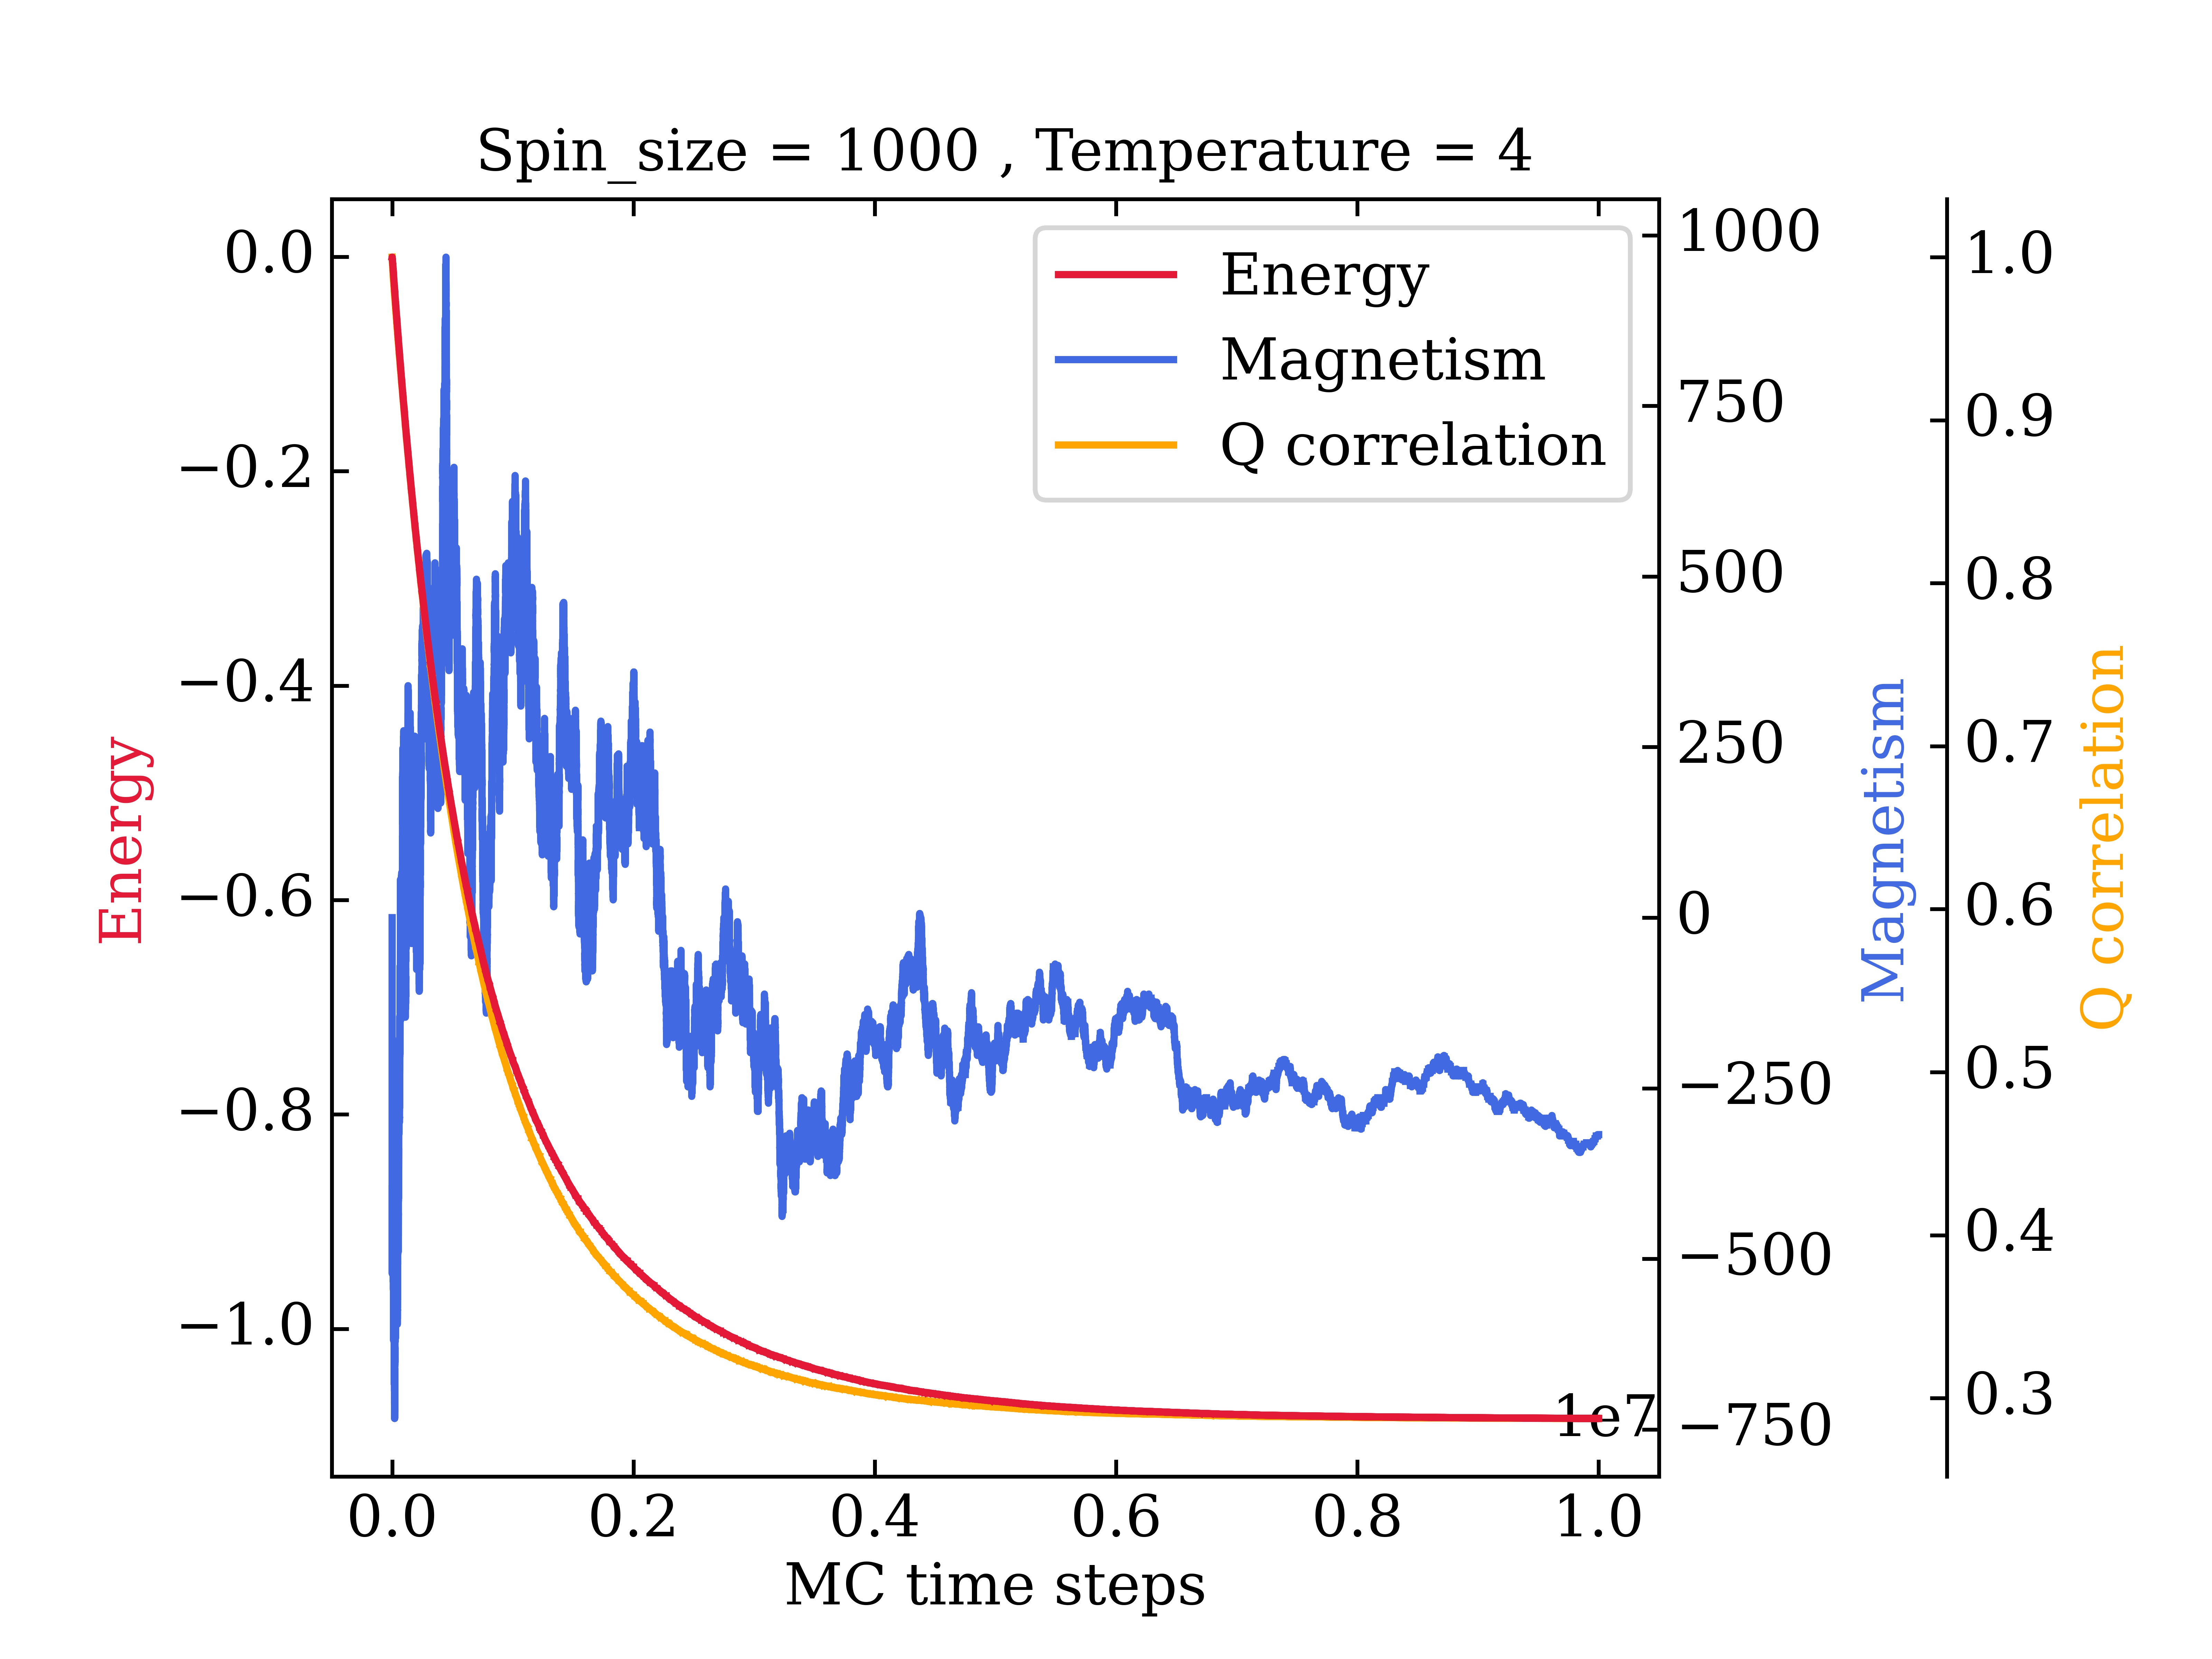 Spin_size = 1000 , Temperature = 4
Energy
Magnetism
Q correlation
0.0
−0.2
−0.4
−0.6
−0.8
−1.0
Energy
1000
750
500
250
0
−250
−500
−750
Magnetism
1.0
0.9
0.8
0.7
0.6
0.5
0.4
0.3
Q correlation
1e7
0.0 0.2 0.4 0.6 0.8 1.0
MC time steps